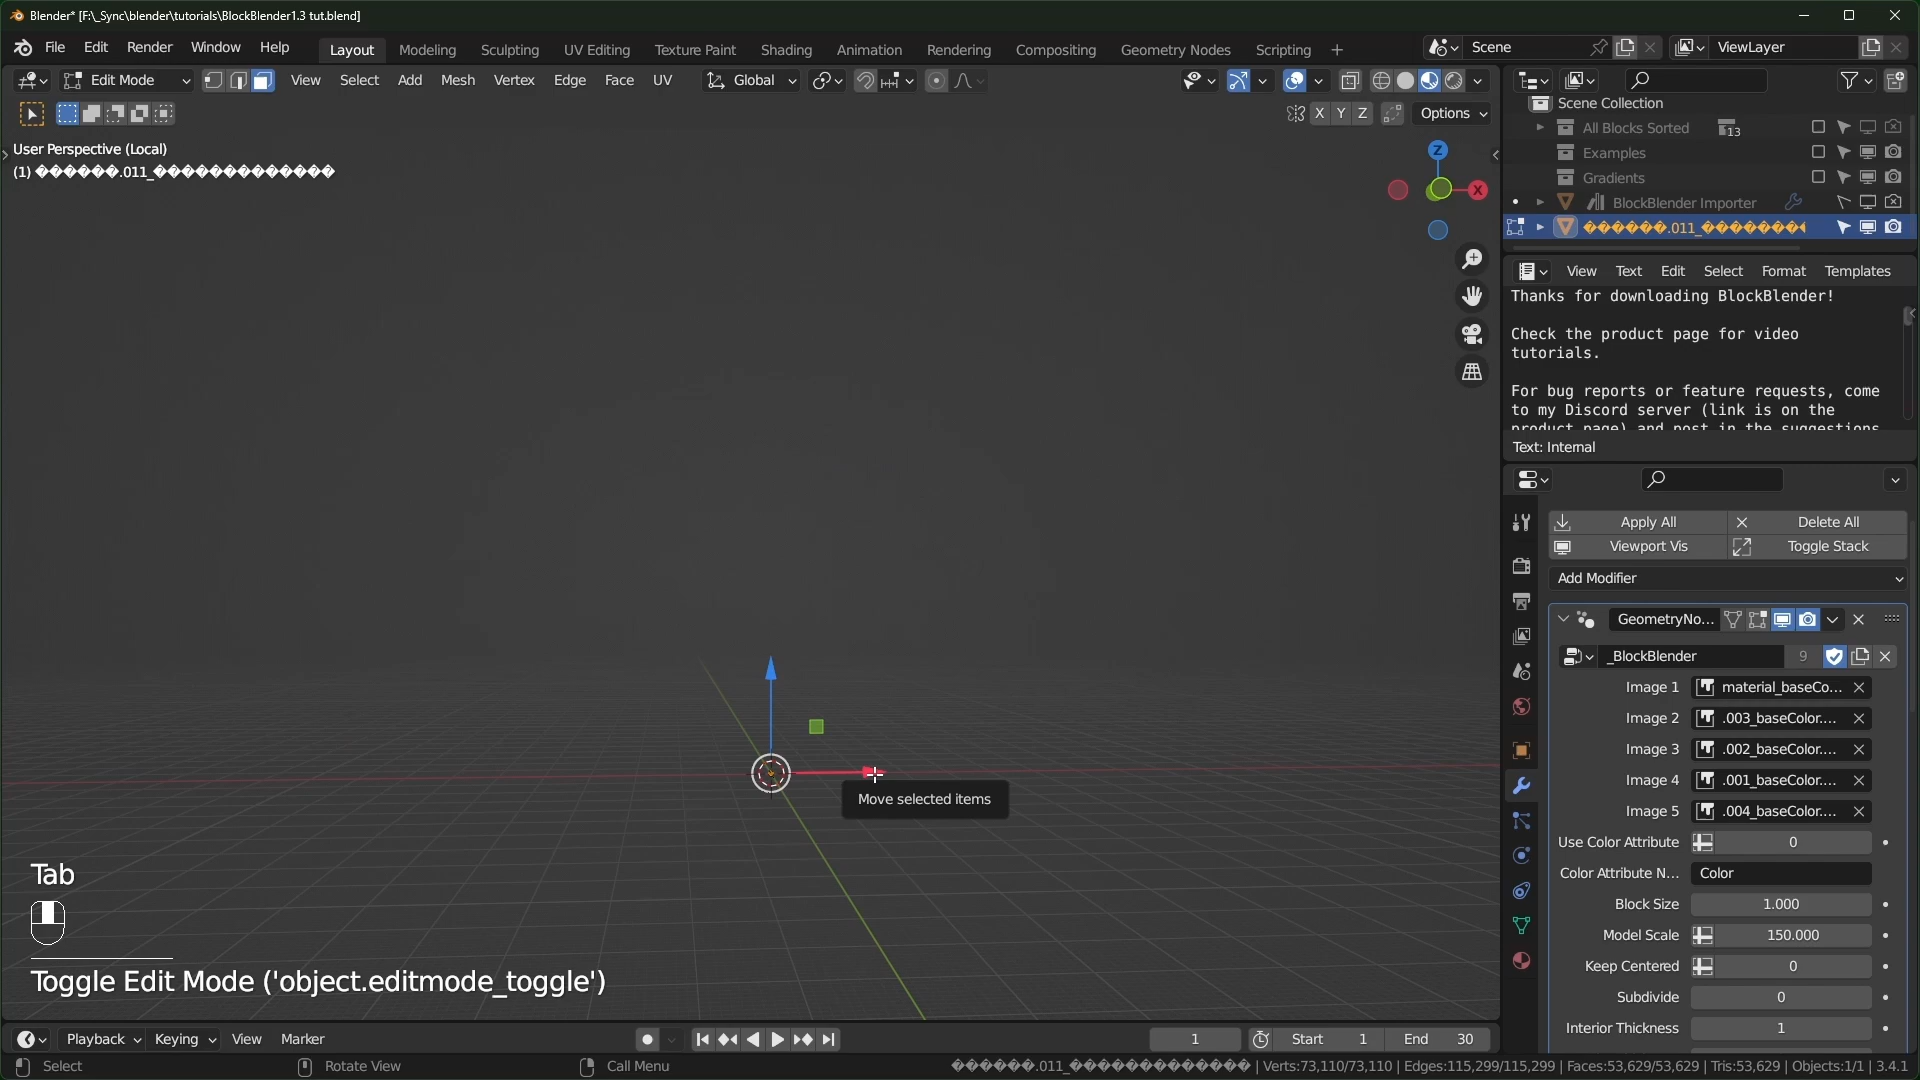 Blender* [F:\_Sync\blender\tutorials\BlockBlender1.3 tut.blend]
File Edit Render Window Help Layout Modeling Sculpting UV Editing Texture Paint Shading Animation Rendering Compositing Geometry Nodes Scripting + Scene ViewLayer
Edit Mode View Select Add Mesh Vertex Edge Face UV Global
X Y Z Options
User Perspective (Local)
(1) ������.011_�������������
Z
X
Scene Collection
All Blocks Sorted 13
Examples
Gradients
BlockBlender Importer
������.011_��������
View Text Edit Select Format Templates
Thanks for downloading BlockBlender!
Check the product page for video
tutorials.
For bug reports or feature requests, come
to my Discord server (link is on the
product page) and post in the suggestions
Text: Internal
Apply All Delete All
Viewport Vis Toggle Stack
Add Modifier
GeometryNo...
_BlockBlender 9
Image 1 material_baseCo...
Image 2 .003_baseColor....
Image 3 .002_baseColor....
Image 4 .001_baseColor....
Image 5 .004_baseColor....
Use Color Attribute 0
Color Attribute N... Color
Block Size 1.000
Model Scale 150.000
Keep Centered 0
Subdivide 0
Interior Thickness 1
Move selected items
Tab
Toggle Edit Mode ('object.editmode_toggle')
Playback Keying View Marker 1 Start 1 End 30
Select Rotate View Call Menu ������.011_������������� | Verts:73,110/73,110 | Edges:115,299/115,299 | Faces:53,629/53,629 | Tris:53,629 | Objects:1/1 | 3.4.1